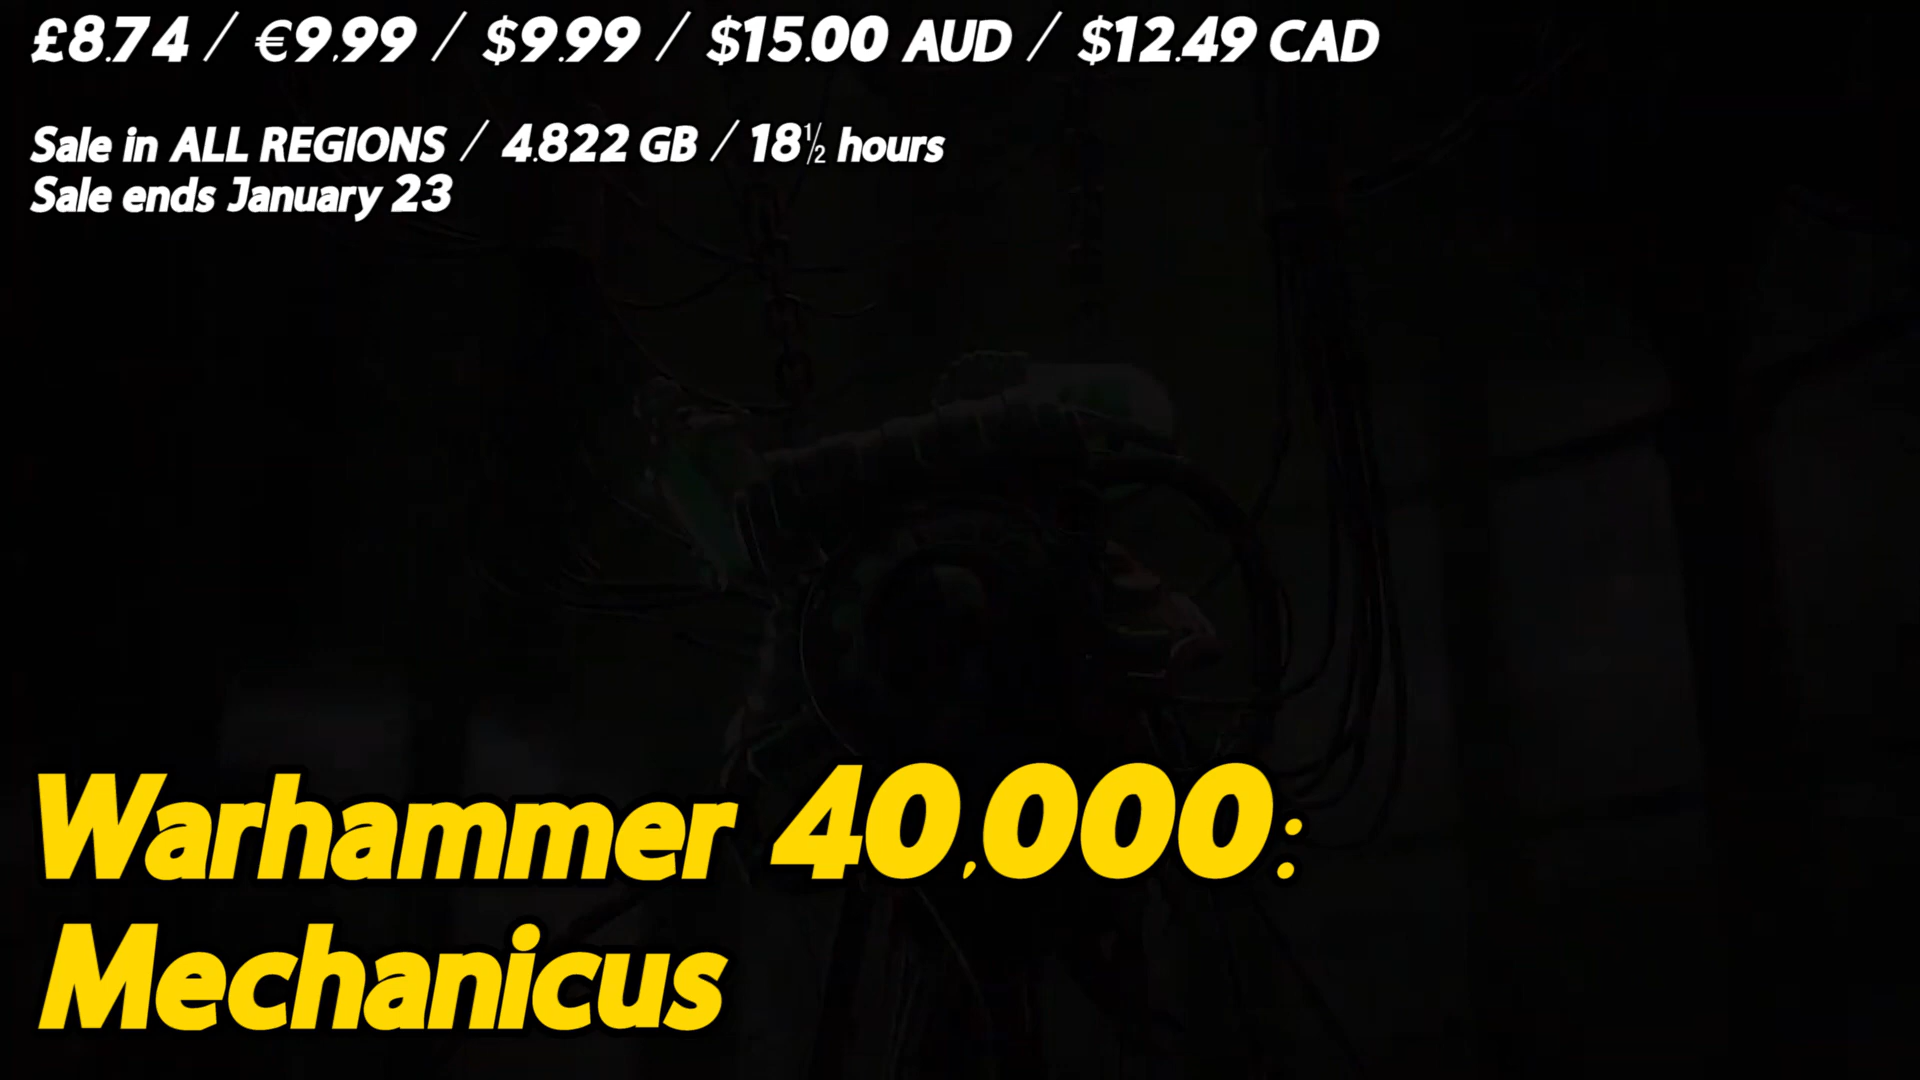 £8.74 / €9,99 / $9.99 / $15.00 AUD / $12.49 CAD
Sale in ALL REGIONS / 4.822 GB / 18½ hours
Sale ends January 23
Warhammer 40,000:
Mechanicus